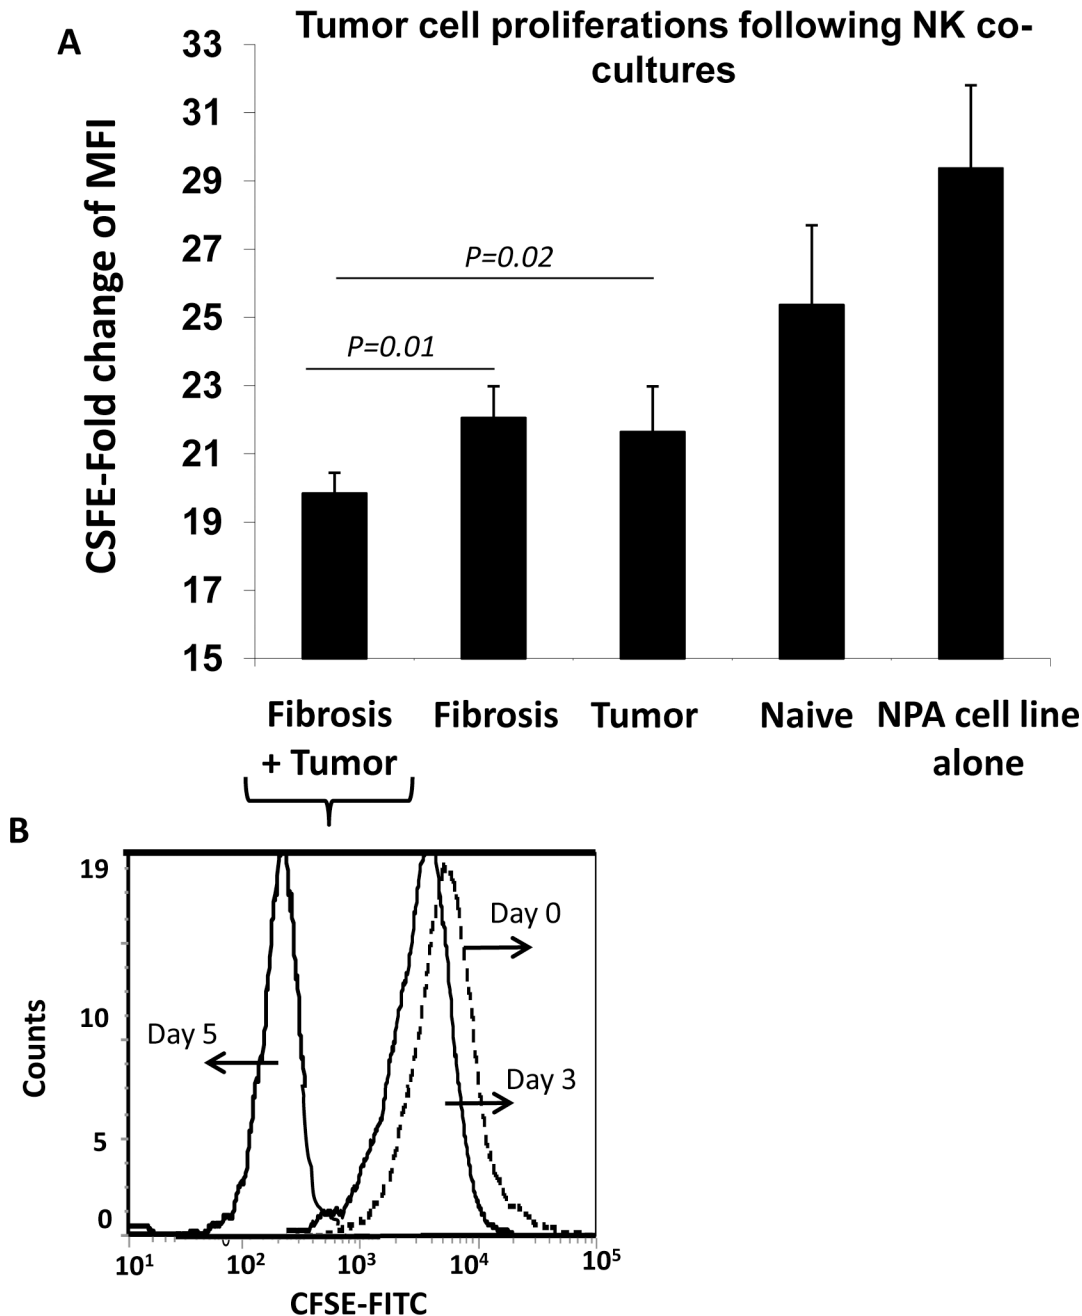 A
Tumor cell proliferations following NK co-
cultures
CSFE-Fold change of MFI
33
31
29
27
25
23
21
19
17
15
P=0.02
P=0.01
Fibrosis
+ Tumor
Fibrosis
Tumor
Naive
NPA cell line
alone
B
Counts
19
10
5
0
Day 0
Day 5
Day 3
10¹
10²
10³
10⁴
10⁵
CFSE-FITC